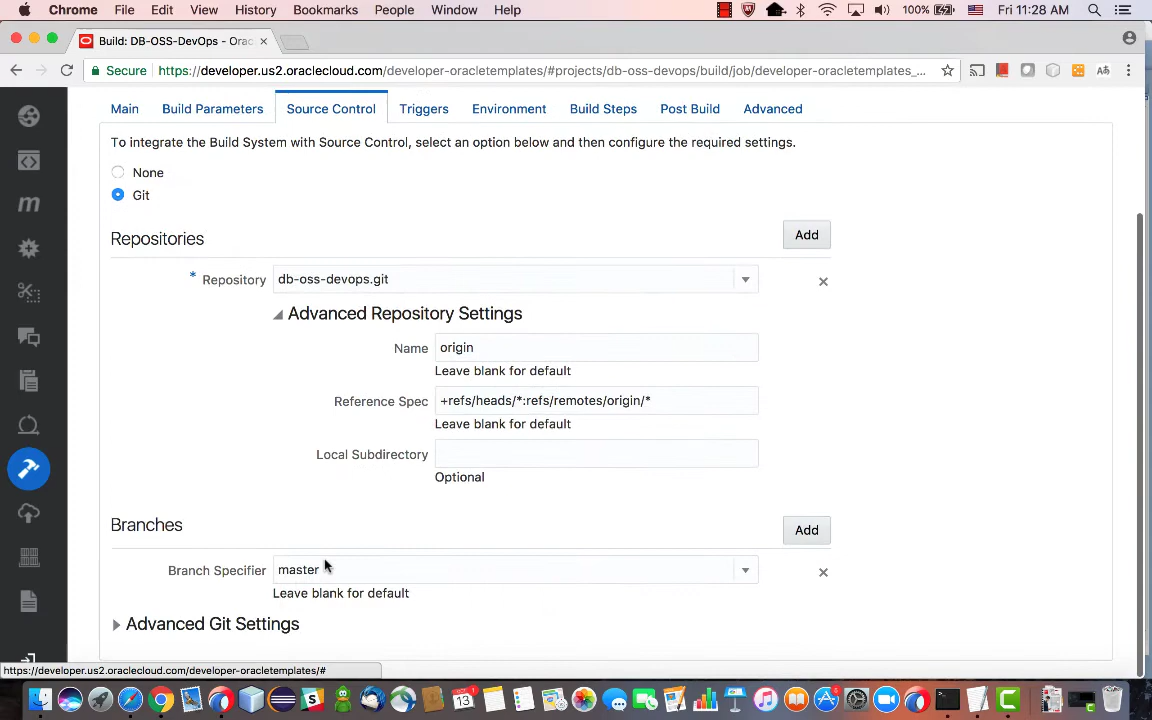 Chrome File Edit View History Bookmarks People Window Help 100% Fri 11:28 AM
Build: DB-OSS-DevOps - Orac
Secure https://developer.us2.oraclecloud.com/developer-oracletemplates/#projects/db-oss-devops/build/job/developer-oracletemplates_...
Main Build Parameters Source Control Triggers Environment Build Steps Post Build Advanced
To integrate the Build System with Source Control, select an option below and then configure the required settings.
None
Git
Repositories Add
* Repository db-oss-devops.git
Advanced Repository Settings
Name origin
Leave blank for default
Reference Spec +refs/heads/*:refs/remotes/origin/*
Leave blank for default
Local Subdirectory
Optional
Branches Add
Branch Specifier master
Leave blank for default
Advanced Git Settings
https://developer.us2.oraclecloud.com/developer-oracletemplates/#